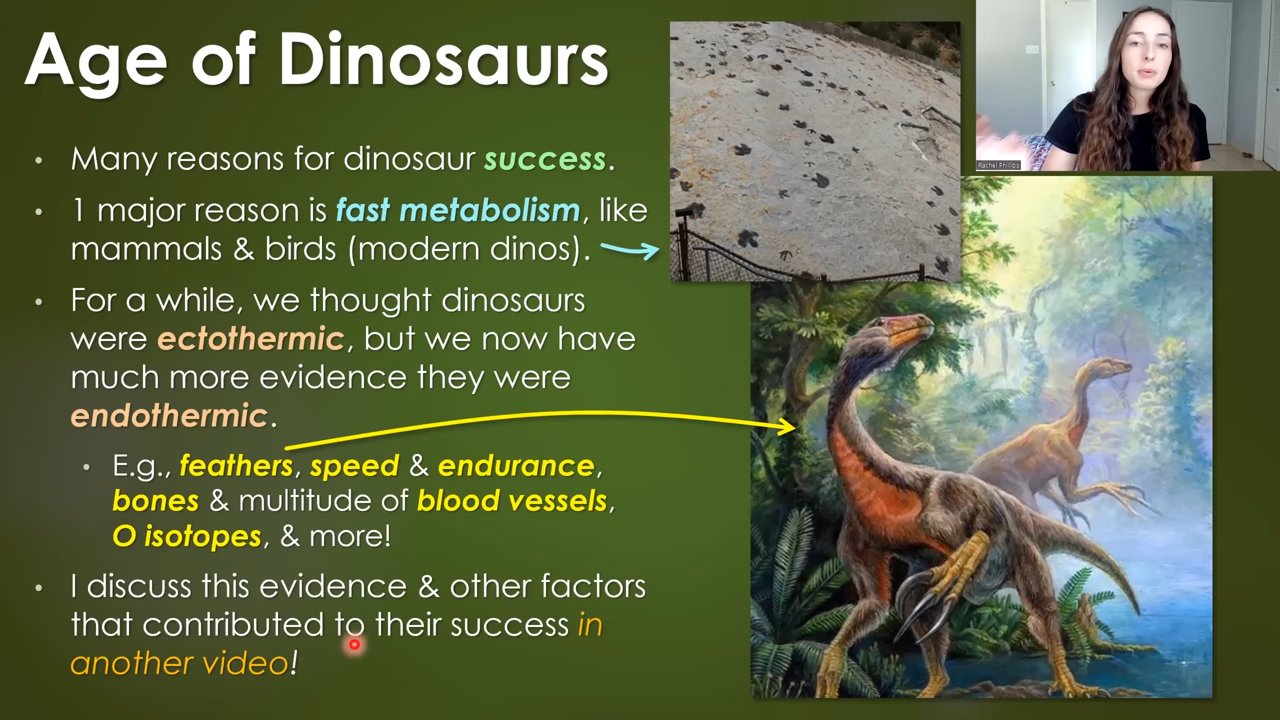 Age of Dinosaurs
• Many reasons for dinosaur success.
• 1 major reason is fast metabolism, like
mammals & birds (modern dinos).
• For a while, we thought dinosaurs
were ectothermic, but we now have
much more evidence they were
endothermic.
• E.g., feathers, speed & endurance,
bones & multitude of blood vessels,
O isotopes, & more!
• I discuss this evidence & other factors
that contributed to their success in
another video!
Rachel Phillips